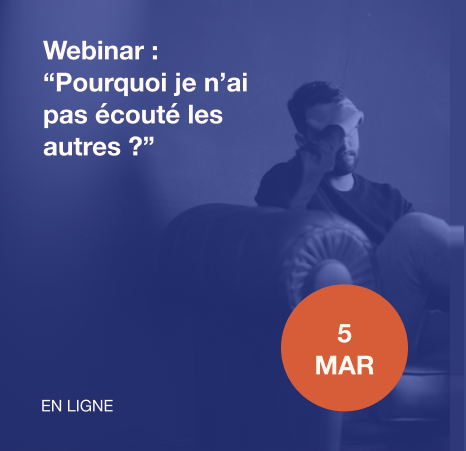 Webinar :
“Pourquoi je n’ai
pas écouté les
autres ?”
5
MAR
EN LIGNE